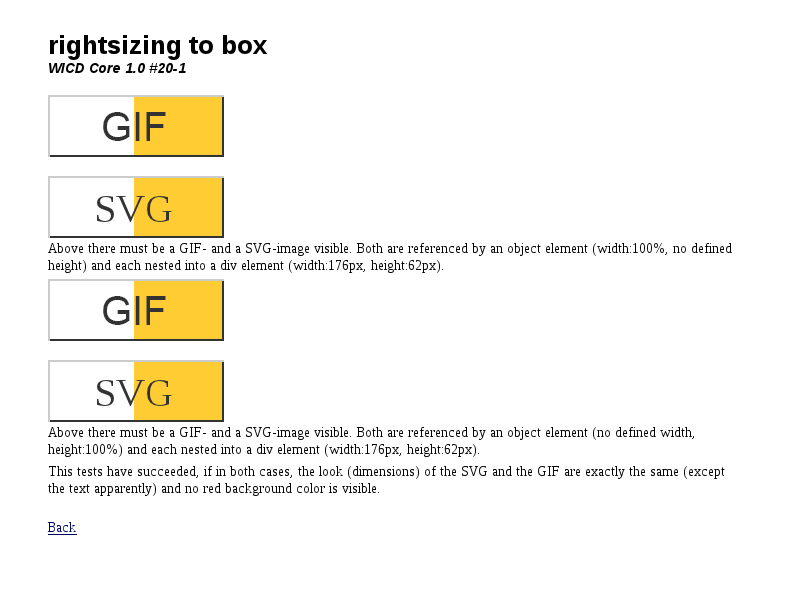 rightsizing to box
WICD Core 1.0 #20-1
GIF
SVG
Above there must be a GIF- and a SVG-image visible. Both are referenced by an object element (width:100%, no defined
height) and each nested into a div element (width:176px, height:62px).
GIF
SVG
Above there must be a GIF- and a SVG-image visible. Both are referenced by an object element (no defined width,
height:100%) and each nested into a div element (width:176px, height:62px).
This tests have succeeded, if in both cases, the look (dimensions) of the SVG and the GIF are exactly the same (except
the text apparently) and no red background color is visible.
Back